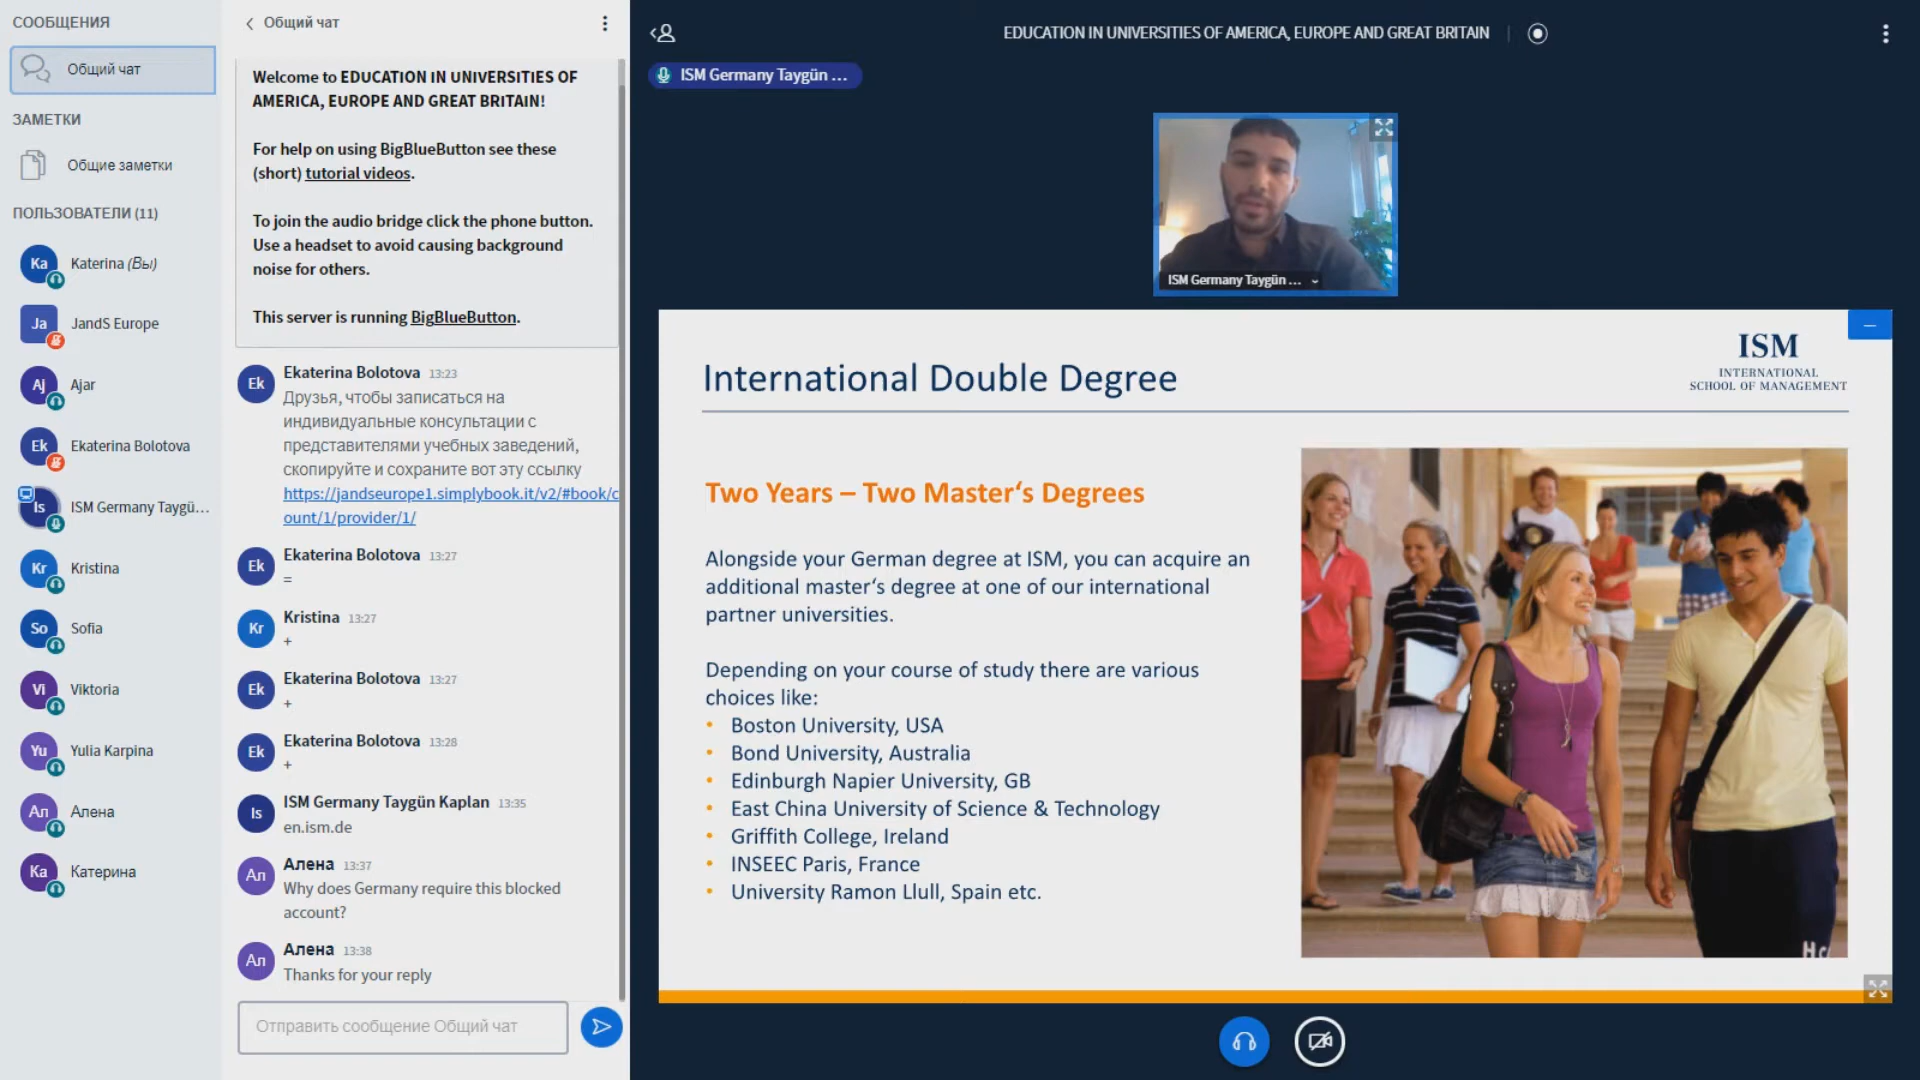 СООБЩЕНИЯ
Общий чат
ЗАМЕТКИ
Общие заметки
ПОЛЬЗОВАТЕЛИ (11)
Ka
Katerina (Вы)
Ja
JandS Europe
Aj
Ajar
Ek
Ekaterina Bolotova
Is
ISM Germany Taygü...
Kr
Kristina
So
Sofia
Vi
Viktoria
Yu
Yulia Karpina
Ал
Алена
Ка
Катерина
Общий чат
Welcome to EDUCATION IN UNIVERSITIES OF
AMERICA, EUROPE AND GREAT BRITAIN!
For help on using BigBlueButton see these
(short) tutorial videos.
To join the audio bridge click the phone button.
Use a headset to avoid causing background
noise for others.
This server is running BigBlueButton.
Ek
Ekaterina Bolotova 13:23
Друзья, чтобы записаться на
индивидуальные консультации с
представителями учебных заведений,
скопируйте и сохраните вот эту ссылку
https://jandseurope1.simplybook.it/v2/#book/c
ount/1/provider/1/
Ek
Ekaterina Bolotova 13:27
=
Kr
Kristina 13:27
+
Ek
Ekaterina Bolotova 13:27
+
Ek
Ekaterina Bolotova 13:28
+
Is
ISM Germany Taygün Kaplan 13:35
en.ism.de
Ал
Алена 13:37
Why does Germany require this blocked
account?
Ал
Алена 13:38
Thanks for your reply
Отправить сообщение Общий чат
EDUCATION IN UNIVERSITIES OF AMERICA, EUROPE AND GREAT BRITAIN
ISM Germany Taygün ...
ISM Germany Taygün ...
ISM
INTERNATIONAL
SCHOOL OF MANAGEMENT
International Double Degree
Two Years – Two Master‘s Degrees
Alongside your German degree at ISM, you can acquire an
additional master‘s degree at one of our international
partner universities.
Depending on your course of study there are various
choices like:
• Boston University, USA
• Bond University, Australia
• Edinburgh Napier University, GB
• East China University of Science & Technology
• Griffith College, Ireland
• INSEEC Paris, France
• University Ramon Llull, Spain etc.